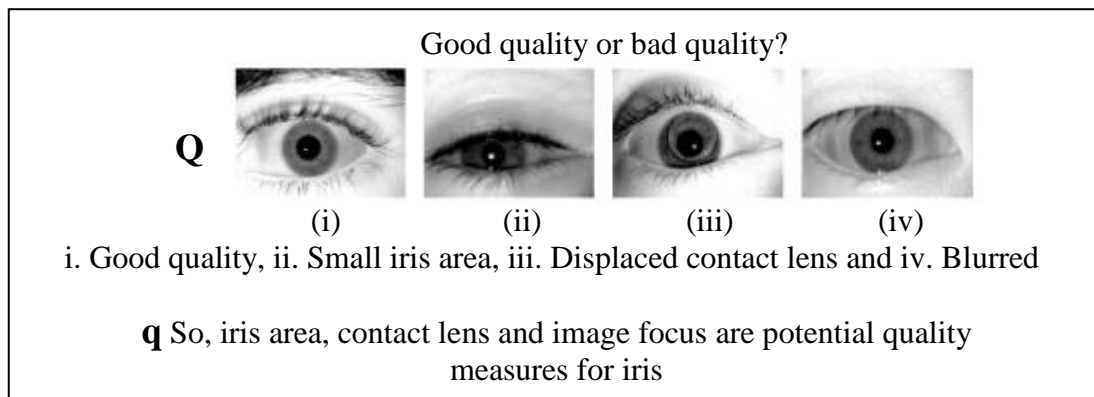 Good quality or bad quality?
Q
(i) (ii) (iii) (iv)
i. Good quality, ii. Small iris area, iii. Displaced contact lens and iv. Blurred
q So, iris area, contact lens and image focus are potential quality
measures for iris